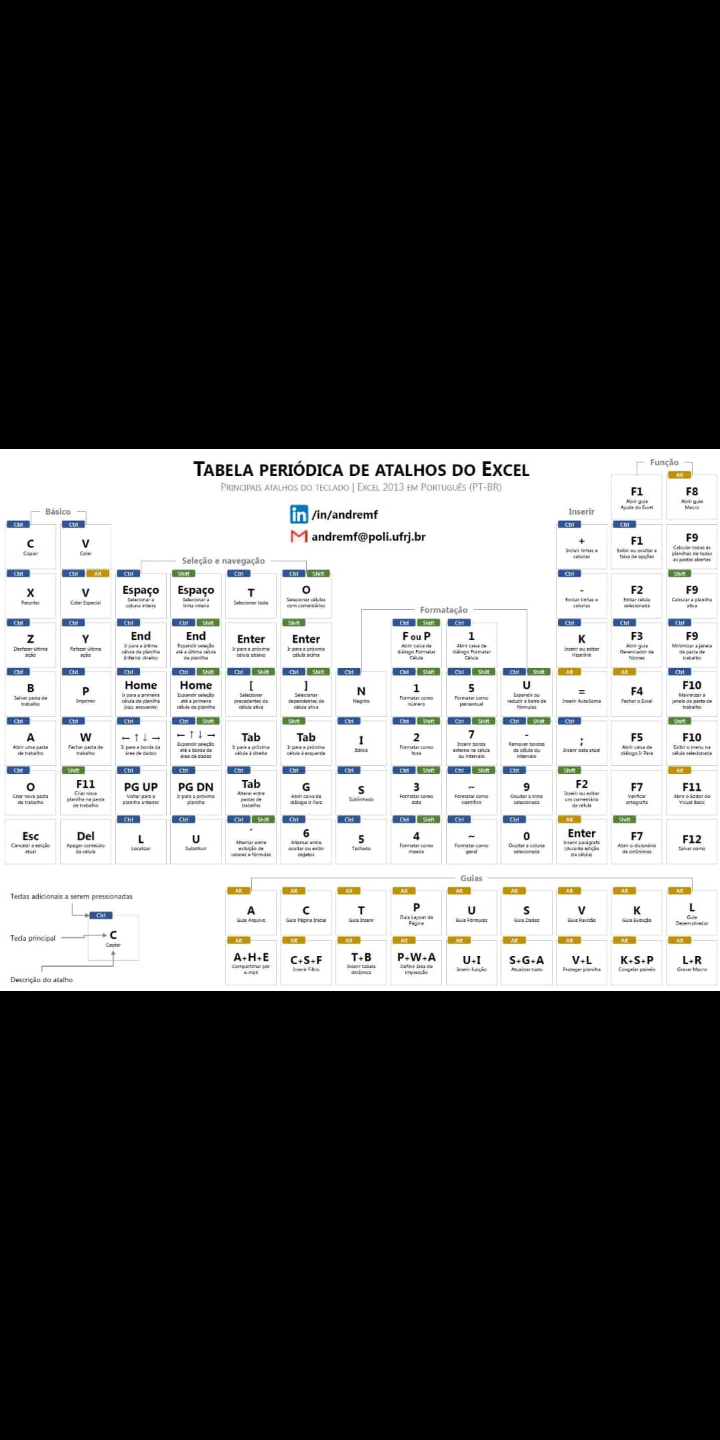 TABELA PERIÓDICA DE ATALHOS DO EXCEL
PRINCIPAIS ATALHOS DO TECLADO | EXCEL 2013 EM PORTUGUÊS (PT-BR)
/in/andremf
andremf@poli.ufrj.br
Básico
Ctrl
C
Copiar
Ctrl
V
Colar
Ctrl
X
Recortar
Ctrl Alt
V
Colar Especial
Ctrl
Z
Desfazer última
ação
Ctrl
Y
Refazer última
ação
Ctrl
B
Salvar pasta de
trabalho
Ctrl
P
Imprimir
Ctrl
A
Abrir uma pasta
de trabalho
Ctrl
W
Fechar pasta de
trabalho
Ctrl
O
Criar nova pasta
de trabalho
Shift
F11
Criar nova
planilha na pasta
de trabalho
Esc
Cancelar a edição
atual
Del
Apagar conteúdo
da célula
Seleção e navegação
Ctrl
Espaço
Selecionar a
coluna inteira
Shift
Espaço
Selecionar a
linha inteira
Ctrl
T
Selecionar tudo
Ctrl Shift
O
Selecionar células
com comentários
Ctrl
End
Ir para a última
célula da planilha
(inferior direito)
Ctrl Shift
End
Expandir seleção
até a última célula
da planilha
Enter
Ir para a próxima
célula abaixo
Shift
Enter
Ir para a próxima
célula acima
Ctrl
Home
Ir para a primeira
célula da planilha
(sup. esquerdo)
Ctrl Shift
Home
Expandir seleção
até a primeira
célula da planilha
Ctrl Shift
[
Selecionar
precedentes da
célula ativa
Ctrl Shift
]
Selecionar
dependentes da
célula ativa
Ctrl
←↑↓→
Ir para a borda da
área de dados
Ctrl Shift
←↑↓→
Expandir seleção
até a borda da
área de dados
Tab
Ir para a próxima
célula à direita
Shift
Tab
Ir para a próxima
célula à esquerda
Ctrl
PG UP
Voltar para a
planilha anterior
Ctrl
PG DN
Ir para a próxima
planilha
Ctrl
Tab
Alternar entre
pastas de
trabalho
Ctrl
G
Abrir caixa de
diálogo Ir Para
Ctrl
L
Localizar
Ctrl
U
Substituir
Ctrl Shift
´
Alternar entre
exibição de
valores e fórmulas
Ctrl
6
Alternar entre
ocultar ou exibir
objetos
Formatação
Ctrl Shift
F ou P
Abrir caixa de
diálogo Formatar
Célula
Ctrl
1
Abrir caixa de
diálogo Formatar
Célula
Ctrl
N
Negrito
Ctrl Shift
1
Formatar como
número
Ctrl Shift
5
Formatar como
percentual
Ctrl Shift
U
Expandir ou
reduzir a barra de
fórmulas
Ctrl
I
Itálico
Ctrl Shift
2
Formatar como
hora
Ctrl Shift
7
Inserir borda
externa na célula
ou intervalo
Ctrl Shift
-
Remover bordas
da célula ou
intervalo
Ctrl
S
Sublinhado
Ctrl Shift
3
Formatar como
data
Ctrl Shift
~
Formatar como
científico
Ctrl
9
Ocultar a linha
selecionada
Ctrl
5
Tachado
Ctrl Shift
4
Formatar como
moeda
Ctrl
~
Formatar como
geral
Ctrl
0
Ocultar a coluna
selecionada
Inserir
Ctrl
+
Incluir linhas e
colunas
Ctrl
-
Excluir linhas e
colunas
Ctrl
K
Inserir ou editar
Hiperlink
Alt
=
Inserir AutoSoma
Ctrl
;
Inserir data atual
Shift
F2
Inserir ou editar
um comentário
da célula
Alt
Enter
Inserir parágrafo
(durante edição
da célula)
Função
F1
Abrir guia
Ajuda do Excel
Alt
F8
Abrir guia
Macro
Ctrl
F1
Exibir ou ocultar a
faixa de opções
F9
Calcular todas as
planilhas de todas
as pastas abertas
F2
Editar célula
selecionada
Shift
F9
Calcular a planilha
ativa
Ctrl
F3
Abrir guia
Gerenciador de
Nomes
Ctrl
F9
Minimizar a janela
da pasta de
trabalho
Alt
F4
Fechar o Excel
Ctrl
F10
Maximizar a
janela da pasta de
trabalho
F5
Abrir caixa de
diálogo Ir Para
Shift
F10
Exibir o menu da
célula selecionada
F7
Verificar
ortografia
Alt
F11
Abrir o Editor do
Visual Basic
Shift
F7
Abrir o dicionário
de sinônimos
F12
Salvar como
Guias
Alt
A
Guia Arquivo
Alt
C
Guia Página Inicial
Alt
T
Guia Inserir
Alt
P
Guia Layout de
Página
Alt
U
Guia Fórmulas
Alt
S
Guia Dados
Alt
V
Guia Revisão
Alt
K
Guia Exibição
Alt
L
Guia
Desenvolvedor
Alt
A+H+E
Compartilhar por
e-mail
Alt
C+S+F
Inserir Filtro
Alt
T+B
Inserir tabela
dinâmica
Alt
P+W+A
Definir área de
impressão
Alt
U+I
Inserir função
Alt
S+G+A
Atualizar tudo
Alt
V+L
Proteger planilha
Alt
K+S+P
Congelar painéis
Alt
L+R
Gravar Macro
Teclas adicionais a serem pressionadas
Ctrl
Tecla principal
C
Copiar
Descrição do atalho